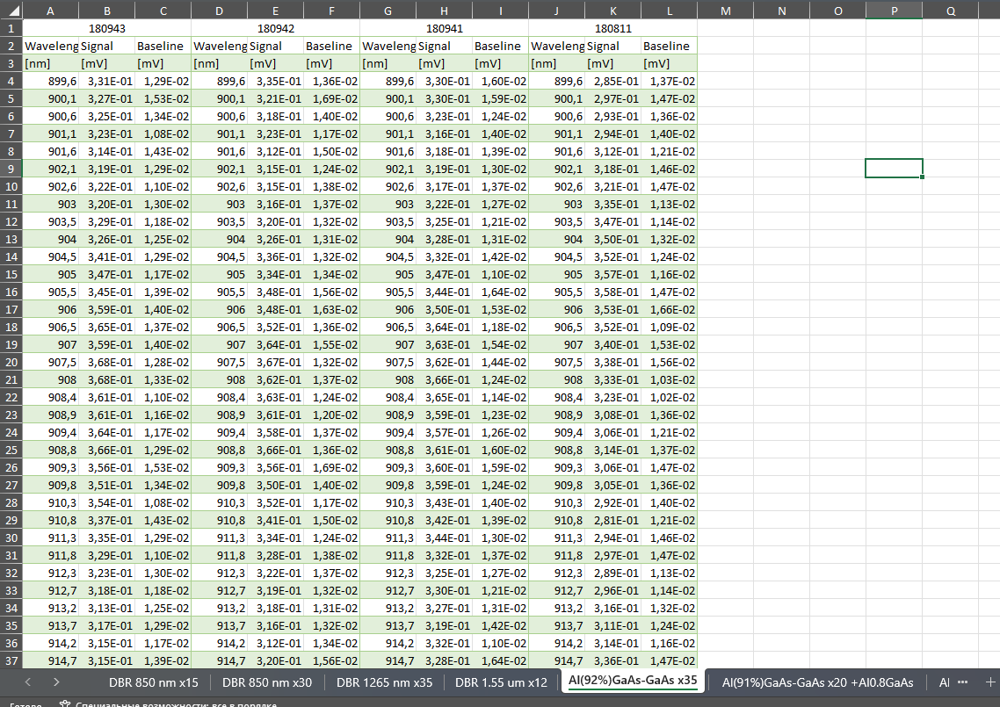 A B C D E F G H I J K L M N O P Q
1 180943 180942 180941 180811
2 Waveleng Signal Baseline Waveleng Signal Baseline Waveleng Signal Baseline Waveleng Signal Baseline
3 [nm] [mV] [mV] [nm] [mV] [mV] [nm] [mV] [mV] [nm] [mV] [mV]
4 899,6 3,31E-01 1,29E-02 899,6 3,35E-01 1,36E-02 899,6 3,30E-01 1,60E-02 899,6 2,85E-01 1,37E-02
5 900,1 3,27E-01 1,53E-02 900,1 3,21E-01 1,69E-02 900,1 3,30E-01 1,59E-02 900,1 2,97E-01 1,47E-02
6 900,6 3,25E-01 1,34E-02 900,6 3,18E-01 1,40E-02 900,6 3,23E-01 1,24E-02 900,6 2,93E-01 1,36E-02
7 901,1 3,23E-01 1,08E-02 901,1 3,23E-01 1,17E-02 901,1 3,16E-01 1,40E-02 901,1 2,94E-01 1,40E-02
8 901,6 3,14E-01 1,43E-02 901,6 3,12E-01 1,50E-02 901,6 3,18E-01 1,39E-02 901,6 3,12E-01 1,21E-02
9 902,1 3,19E-01 1,29E-02 902,1 3,15E-01 1,24E-02 902,1 3,19E-01 1,30E-02 902,1 3,18E-01 1,46E-02
10 902,6 3,22E-01 1,10E-02 902,6 3,15E-01 1,38E-02 902,6 3,17E-01 1,37E-02 902,6 3,21E-01 1,47E-02
11 903 3,20E-01 1,30E-02 903 3,16E-01 1,37E-02 903 3,22E-01 1,27E-02 903 3,35E-01 1,13E-02
12 903,5 3,29E-01 1,18E-02 903,5 3,20E-01 1,32E-02 903,5 3,25E-01 1,21E-02 903,5 3,47E-01 1,14E-02
13 904 3,26E-01 1,25E-02 904 3,26E-01 1,31E-02 904 3,28E-01 1,31E-02 904 3,50E-01 1,32E-02
14 904,5 3,41E-01 1,29E-02 904,5 3,36E-01 1,32E-02 904,5 3,32E-01 1,42E-02 904,5 3,52E-01 1,24E-02
15 905 3,47E-01 1,17E-02 905 3,34E-01 1,34E-02 905 3,47E-01 1,10E-02 905 3,57E-01 1,16E-02
16 905,5 3,45E-01 1,39E-02 905,5 3,48E-01 1,56E-02 905,5 3,44E-01 1,64E-02 905,5 3,58E-01 1,47E-02
17 906 3,59E-01 1,40E-02 906 3,48E-01 1,63E-02 906 3,50E-01 1,53E-02 906 3,53E-01 1,66E-02
18 906,5 3,65E-01 1,37E-02 906,5 3,52E-01 1,36E-02 906,5 3,64E-01 1,18E-02 906,5 3,52E-01 1,09E-02
19 907 3,59E-01 1,40E-02 907 3,64E-01 1,55E-02 907 3,63E-01 1,54E-02 907 3,40E-01 1,53E-02
20 907,5 3,68E-01 1,28E-02 907,5 3,67E-01 1,32E-02 907,5 3,62E-01 1,44E-02 907,5 3,38E-01 1,56E-02
21 908 3,68E-01 1,33E-02 908 3,62E-01 1,37E-02 908 3,66E-01 1,24E-02 908 3,33E-01 1,03E-02
22 908,4 3,61E-01 1,10E-02 908,4 3,63E-01 1,24E-02 908,4 3,65E-01 1,14E-02 908,4 3,23E-01 1,02E-02
23 908,9 3,61E-01 1,16E-02 908,9 3,61E-01 1,20E-02 908,9 3,59E-01 1,23E-02 908,9 3,08E-01 1,36E-02
24 909,4 3,64E-01 1,17E-02 909,4 3,58E-01 1,37E-02 909,4 3,57E-01 1,26E-02 909,4 3,06E-01 1,21E-02
25 908,8 3,66E-01 1,29E-02 908,8 3,66E-01 1,36E-02 908,8 3,61E-01 1,60E-02 908,8 3,14E-01 1,37E-02
26 909,3 3,56E-01 1,53E-02 909,3 3,56E-01 1,69E-02 909,3 3,60E-01 1,59E-02 909,3 3,06E-01 1,47E-02
27 909,8 3,51E-01 1,34E-02 909,8 3,50E-01 1,40E-02 909,8 3,59E-01 1,24E-02 909,8 3,05E-01 1,36E-02
28 910,3 3,54E-01 1,08E-02 910,3 3,52E-01 1,17E-02 910,3 3,43E-01 1,40E-02 910,3 2,92E-01 1,40E-02
29 910,8 3,37E-01 1,43E-02 910,8 3,41E-01 1,50E-02 910,8 3,42E-01 1,39E-02 910,8 2,81E-01 1,21E-02
30 911,3 3,35E-01 1,29E-02 911,3 3,34E-01 1,24E-02 911,3 3,44E-01 1,30E-02 911,3 2,94E-01 1,46E-02
31 911,8 3,29E-01 1,10E-02 911,8 3,28E-01 1,38E-02 911,8 3,32E-01 1,37E-02 911,8 2,97E-01 1,47E-02
32 912,3 3,23E-01 1,30E-02 912,3 3,22E-01 1,37E-02 912,3 3,25E-01 1,27E-02 912,3 2,89E-01 1,13E-02
33 912,7 3,18E-01 1,18E-02 912,7 3,19E-01 1,32E-02 912,7 3,30E-01 1,21E-02 912,7 2,96E-01 1,14E-02
34 913,2 3,13E-01 1,25E-02 913,2 3,18E-01 1,31E-02 913,2 3,27E-01 1,31E-02 913,2 3,16E-01 1,32E-02
35 913,7 3,17E-01 1,29E-02 913,7 3,16E-01 1,32E-02 913,7 3,19E-01 1,42E-02 913,7 3,11E-01 1,24E-02
36 914,2 3,15E-01 1,17E-02 914,2 3,12E-01 1,34E-02 914,2 3,32E-01 1,10E-02 914,2 3,14E-01 1,16E-02
37 914,7 3,15E-01 1,39E-02 914,7 3,20E-01 1,56E-02 914,7 3,28E-01 1,64E-02 914,7 3,36E-01 1,47E-02
DBR 850 nm x15 DBR 850 nm x30 DBR 1265 nm x35 DBR 1.55 um x12 Al(92%)GaAs-GaAs x35 Al(91%)GaAs-GaAs x20 +Al0.8GaAs Al ···
Готово Специальные возможности: все в порядке